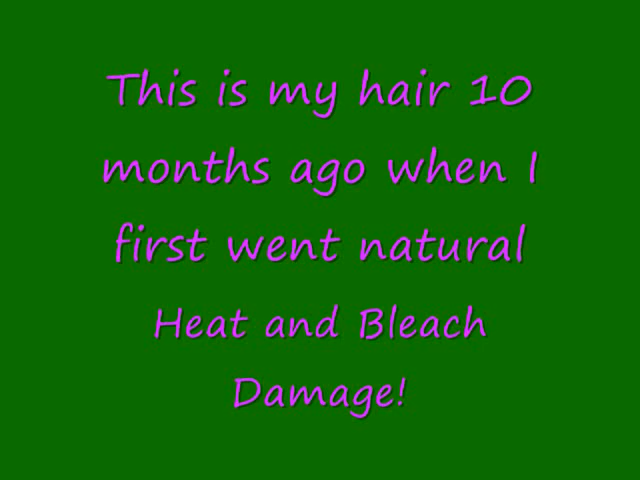 This is my hair 10
months ago when I
first went natural
Heat and Bleach
Damage!